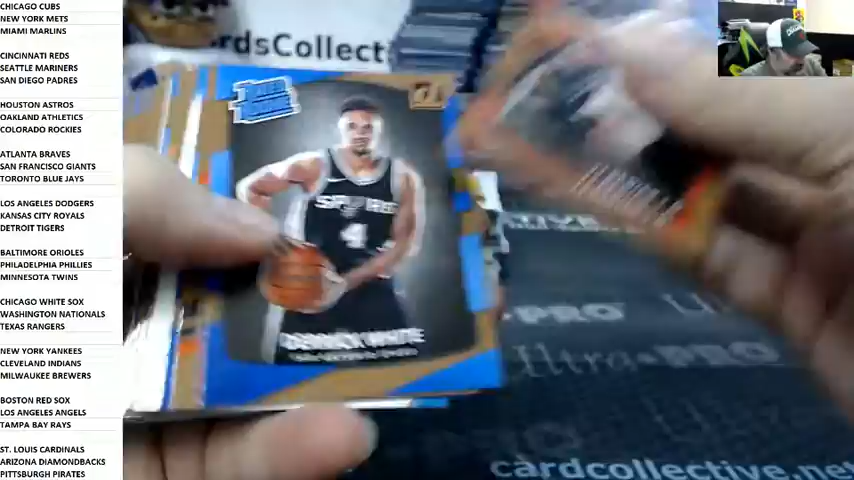 CHICAGO CUBS
NEW YORK METS
MIAMI MARLINS
CINCINNATI REDS
SEATTLE MARINERS
SAN DIEGO PADRES
HOUSTON ASTROS
OAKLAND ATHLETICS
COLORADO ROCKIES
ATLANTA BRAVES
SAN FRANCISCO GIANTS
TORONTO BLUE JAYS
LOS ANGELES DODGERS
KANSAS CITY ROYALS
DETROIT TIGERS
BALTIMORE ORIOLES
PHILADELPHIA PHILLIES
MINNESOTA TWINS
CHICAGO WHITE SOX
WASHINGTON NATIONALS
TEXAS RANGERS
NEW YORK YANKEES
CLEVELAND INDIANS
MILWAUKEE BREWERS
BOSTON RED SOX
LOS ANGELES ANGELS
TAMPA BAY RAYS
ST. LOUIS CARDINALS
ARIZONA DIAMONDBACKS
PITTSBURGH PIRATES
rdsCollect
RATED
ROOKIE
SPURS
4
DERRICK WHITE
PRO
Ultra PRO
cardcollective.net